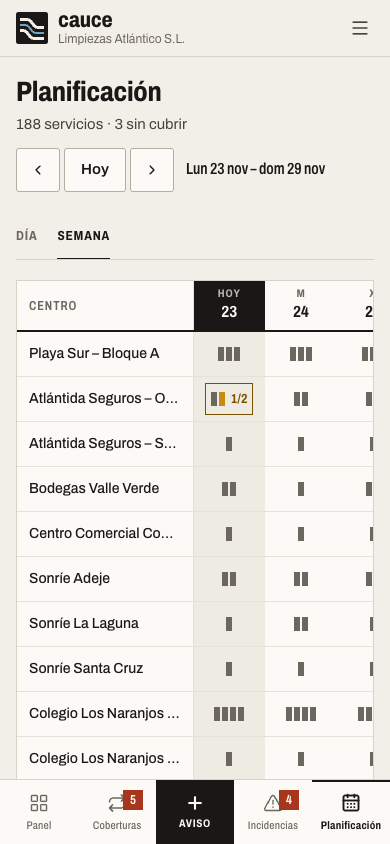 cauce
Limpiezas Atlántico S.L.
Planificación
188 servicios · 3 sin cubrir
Hoy
Lun 23 nov – dom 29 nov
DÍA
SEMANA
CENTRO
HOY
23
M
24
Playa Sur – Bloque A
Atlántida Seguros – O...
1/2
Atlántida Seguros – S...
Bodegas Valle Verde
Centro Comercial Co...
Sonríe Adeje
Sonríe La Laguna
Sonríe Santa Cruz
Colegio Los Naranjos ...
Colegio Los Naranjos ...
Panel
5
Coberturas
AVISO
4
Incidencias
Planificación